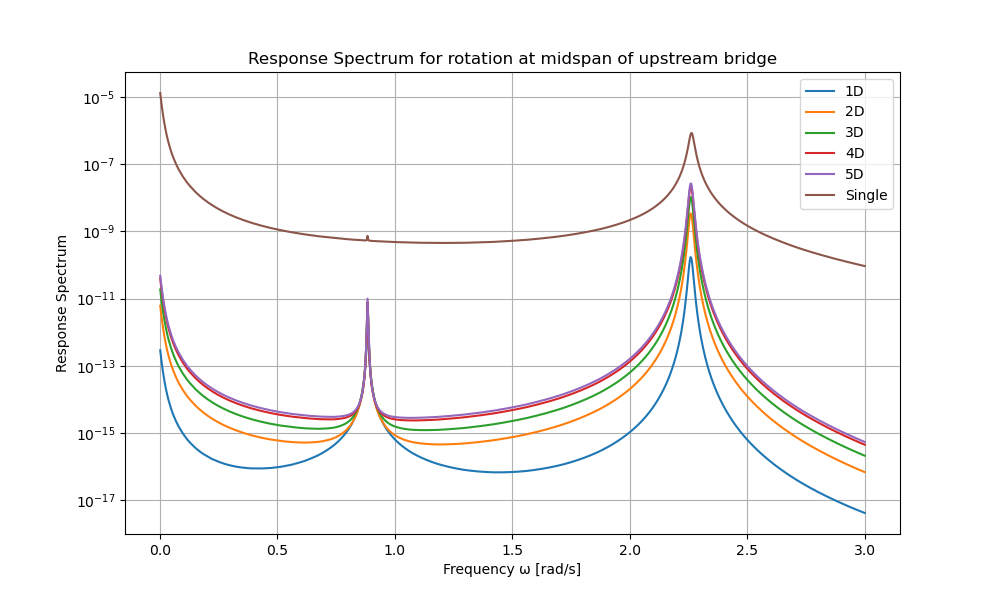 Response Spectrum for rotation at midspan of upstream bridge
Response Spectrum
10⁻⁵
10⁻⁷
10⁻⁹
10⁻¹¹
10⁻¹³
10⁻¹⁵
10⁻¹⁷
1D
2D
3D
4D
5D
Single
0.0 0.5 1.0 1.5 2.0 2.5 3.0
Frequency ω [rad/s]